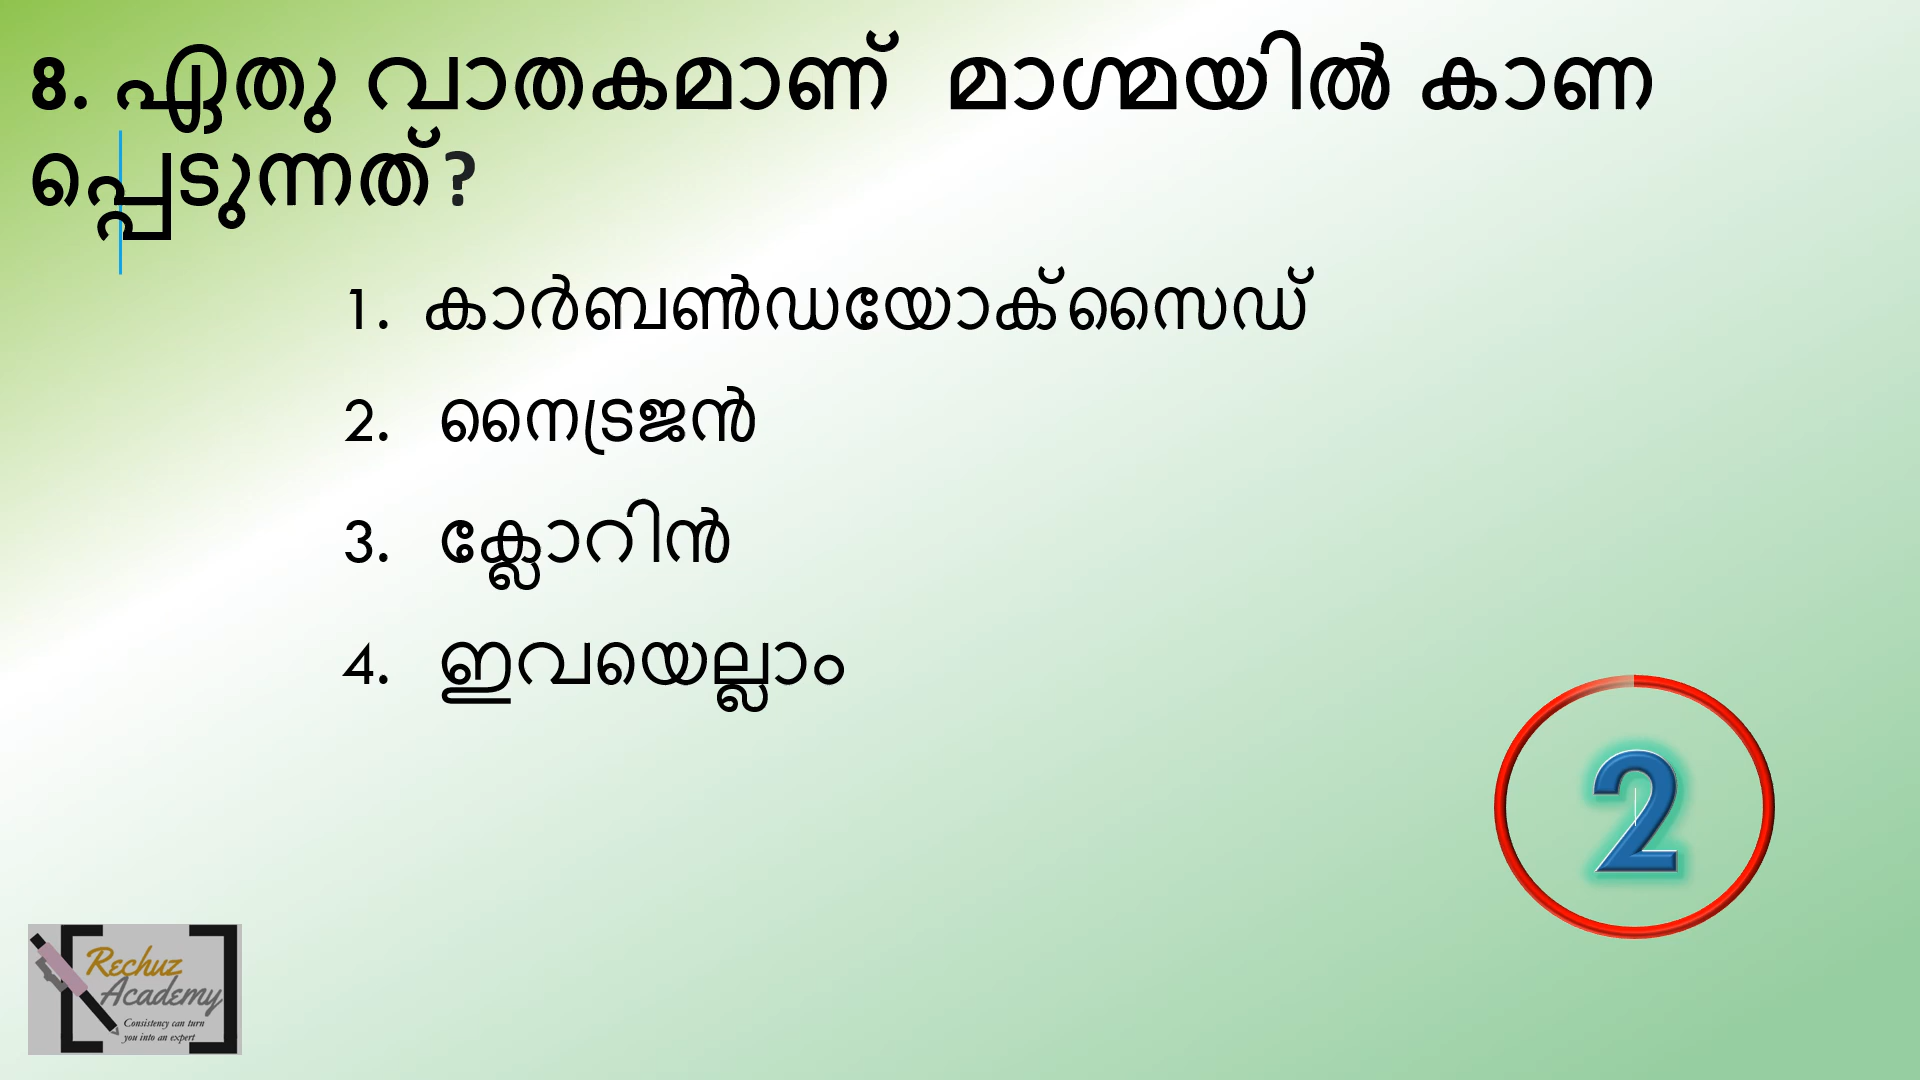 8. ഏതു വാതകമാണ് മാഗ്മയിൽ കാണ
പ്പെടുന്നത്?
1. കാർബൺഡയോക്സൈഡ്
2. നൈട്രജൻ
3. ക്ലോറിൻ
4. ഇവയെല്ലാം
2
Rechuz
Academy
Consistency can turn
you into an expert